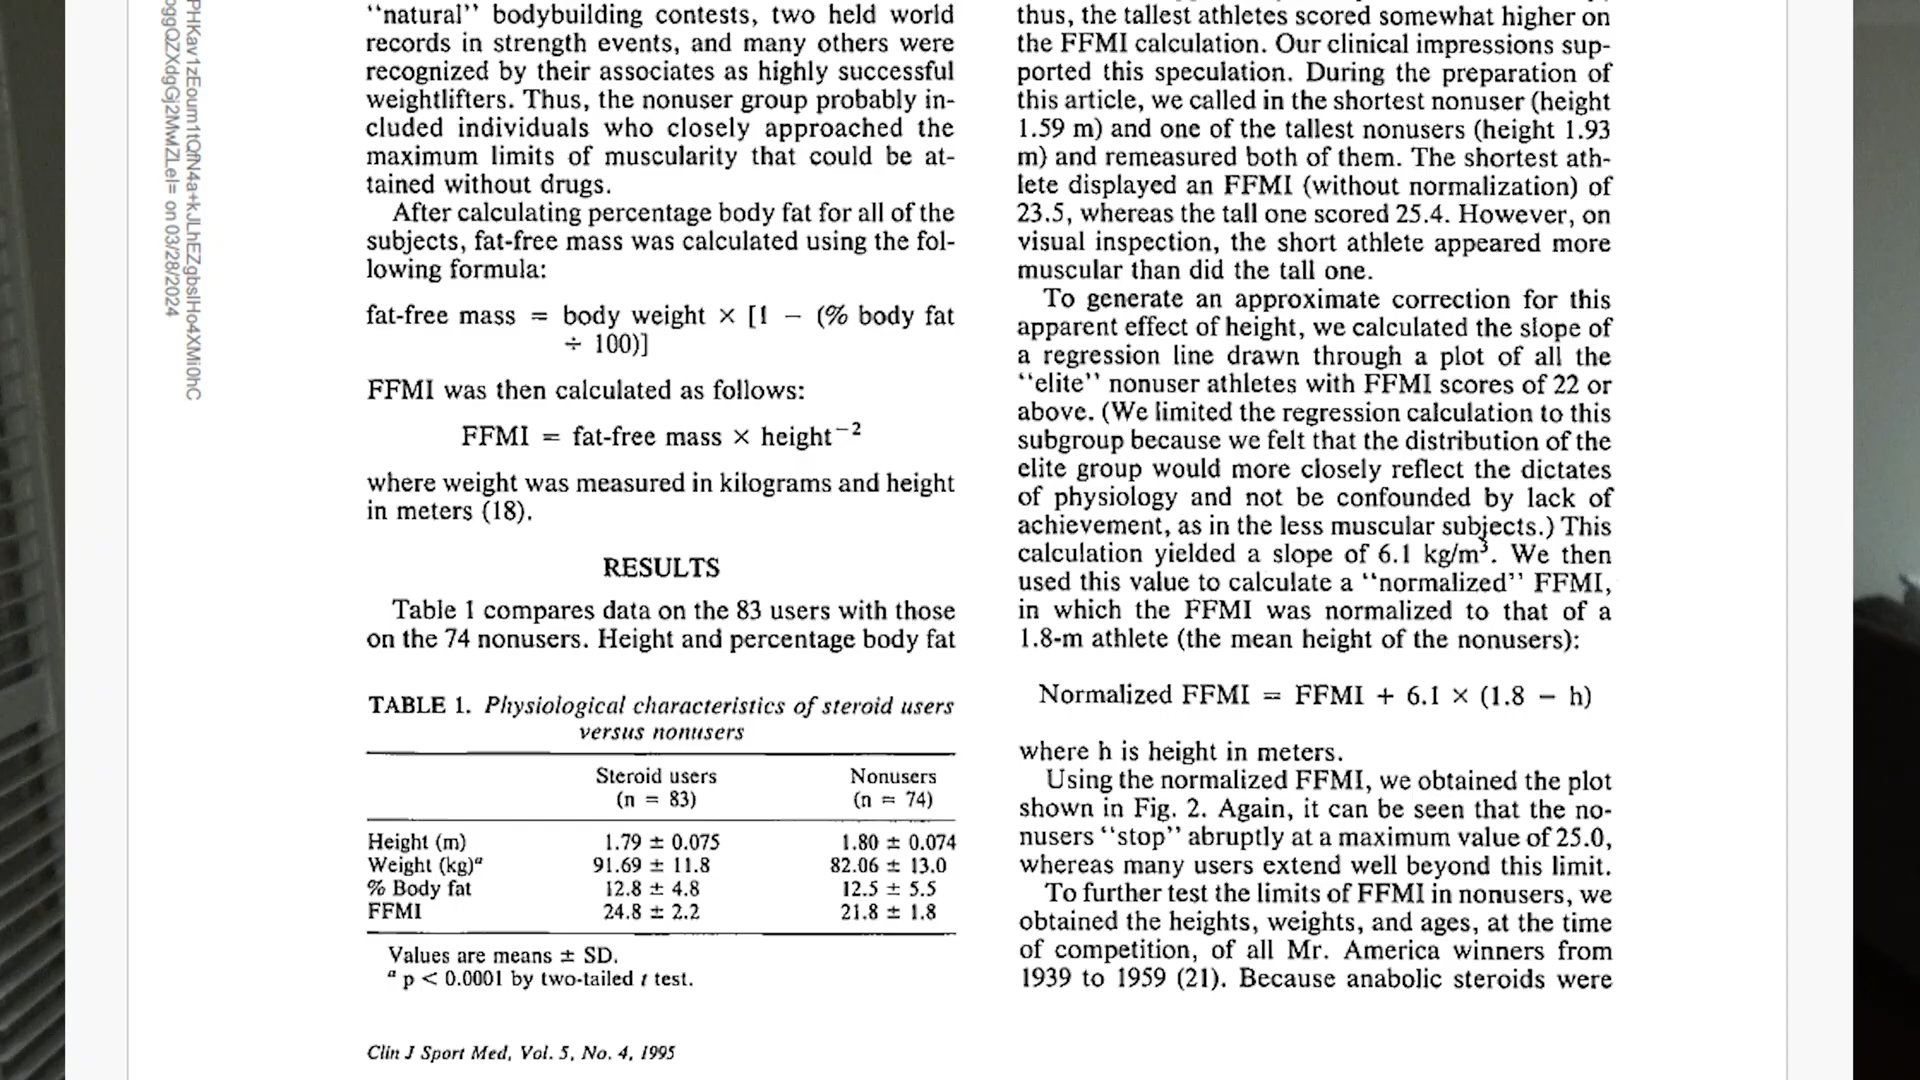 PHKav1zEoum1tQfN4a+kJLhEZgbsIHo4XMi0hC
oggQZXdgGj2MwZLeI= on 03/28/2024
“natural” bodybuilding contests, two held world
records in strength events, and many others were
recognized by their associates as highly successful
weightlifters. Thus, the nonuser group probably in-
cluded individuals who closely approached the
maximum limits of muscularity that could be at-
tained without drugs.
After calculating percentage body fat for all of the
subjects, fat-free mass was calculated using the fol-
lowing formula:
fat-free mass = body weight × [1 − (% body fat
÷ 100)]
FFMI was then calculated as follows:
FFMI = fat-free mass × height⁻²
where weight was measured in kilograms and height
in meters (18).
RESULTS
Table 1 compares data on the 83 users with those
on the 74 nonusers. Height and percentage body fat
TABLE 1. Physiological characteristics of steroid users
versus nonusers
Steroid users Nonusers
(n = 83) (n = 74)
Height (m) 1.79 ± 0.075 1.80 ± 0.074
Weight (kg)ᵃ 91.69 ± 11.8 82.06 ± 13.0
% Body fat 12.8 ± 4.8 12.5 ± 5.5
FFMI 24.8 ± 2.2 21.8 ± 1.8
Values are means ± SD.
ᵃ p < 0.0001 by two-tailed t test.
Clin J Sport Med, Vol. 5, No. 4, 1995
thus, the tallest athletes scored somewhat higher on
the FFMI calculation. Our clinical impressions sup-
ported this speculation. During the preparation of
this article, we called in the shortest nonuser (height
1.59 m) and one of the tallest nonusers (height 1.93
m) and remeasured both of them. The shortest ath-
lete displayed an FFMI (without normalization) of
23.5, whereas the tall one scored 25.4. However, on
visual inspection, the short athlete appeared more
muscular than did the tall one.
To generate an approximate correction for this
apparent effect of height, we calculated the slope of
a regression line drawn through a plot of all the
“elite” nonuser athletes with FFMI scores of 22 or
above. (We limited the regression calculation to this
subgroup because we felt that the distribution of the
elite group would more closely reflect the dictates
of physiology and not be confounded by lack of
achievement, as in the less muscular subjects.) This
calculation yielded a slope of 6.1 kg/m³. We then
used this value to calculate a “normalized” FFMI,
in which the FFMI was normalized to that of a
1.8-m athlete (the mean height of the nonusers):
Normalized FFMI = FFMI + 6.1 × (1.8 − h)
where h is height in meters.
Using the normalized FFMI, we obtained the plot
shown in Fig. 2. Again, it can be seen that the no-
nusers “stop” abruptly at a maximum value of 25.0,
whereas many users extend well beyond this limit.
To further test the limits of FFMI in nonusers, we
obtained the heights, weights, and ages, at the time
of competition, of all Mr. America winners from
1939 to 1959 (21). Because anabolic steroids were